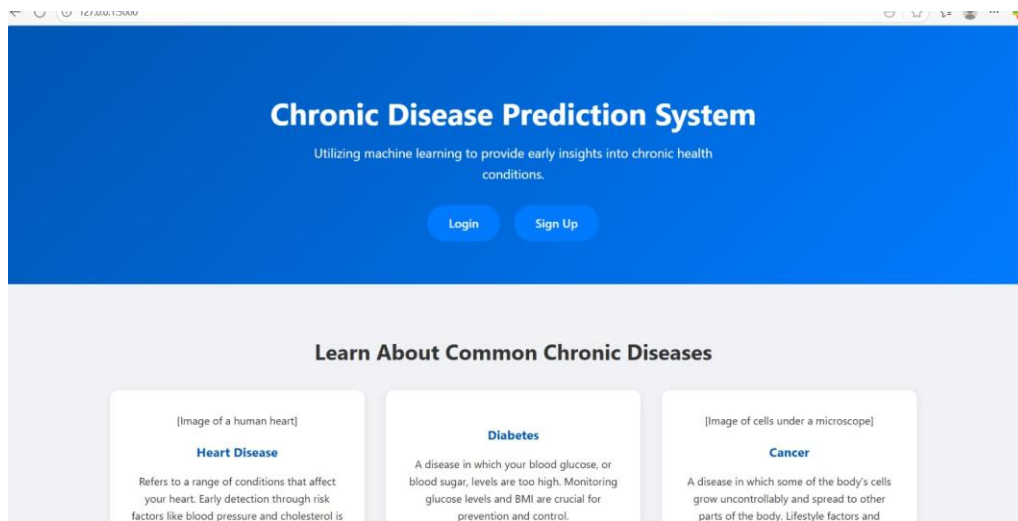 127.0.0.1:5000
Chronic Disease Prediction System
Utilizing machine learning to provide early insights into chronic health
conditions.
Login
Sign Up
Learn About Common Chronic Diseases
[Image of a human heart]
Heart Disease
Refers to a range of conditions that affect
your heart. Early detection through risk
factors like blood pressure and cholesterol is
Diabetes
A disease in which your blood glucose, or
blood sugar, levels are too high. Monitoring
glucose levels and BMI are crucial for
prevention and control.
[Image of cells under a microscope]
Cancer
A disease in which some of the body's cells
grow uncontrollably and spread to other
parts of the body. Lifestyle factors and